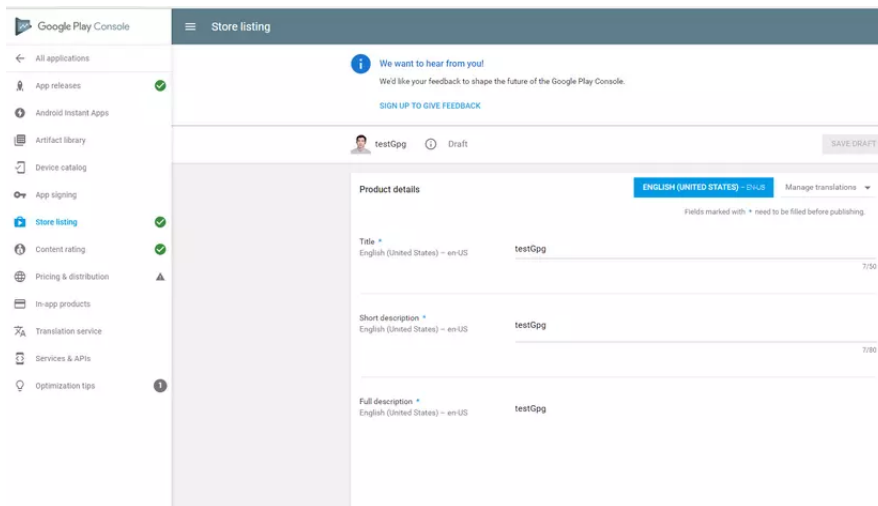 Google Play Console
Store listing
All applications
App releases
Android Instant Apps
Artifact library
Device catalog
App signing
Store listing
Content rating
Pricing & distribution
In-app products
Translation service
Services & APIs
Optimization tips 1
We want to hear from you!
We'd like your feedback to shape the future of the Google Play Console.
SIGN UP TO GIVE FEEDBACK
testGpg Draft
SAVE DRAFT
Product details
ENGLISH (UNITED STATES) – EN-US
Manage translations
Fields marked with * need to be filled before publishing.
Title *
English (United States) – en-US
testGpg
7/50
Short description *
English (United States) – en-US
testGpg
7/80
Full description *
English (United States) – en-US
testGpg